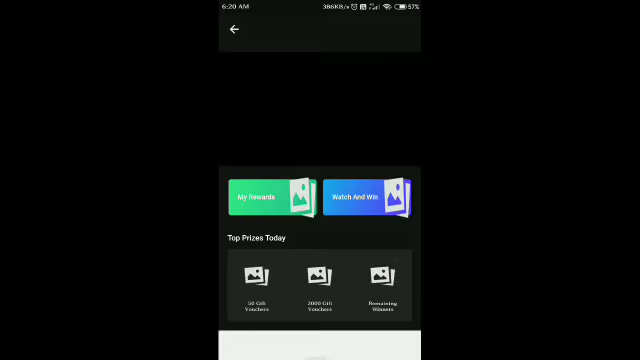 6:20 AM 386KB/s 57%
My Rewards Watch And Win
Top Prizes Today
50 Gift Vouchers
2000 Gift Vouchers
Remaining Winners